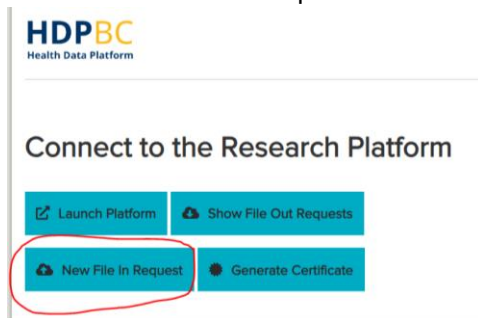 HDPBC
Health Data Platform
Connect to the Research Platform
Launch Platform Show File Out Requests
New File In Request Generate Certificate